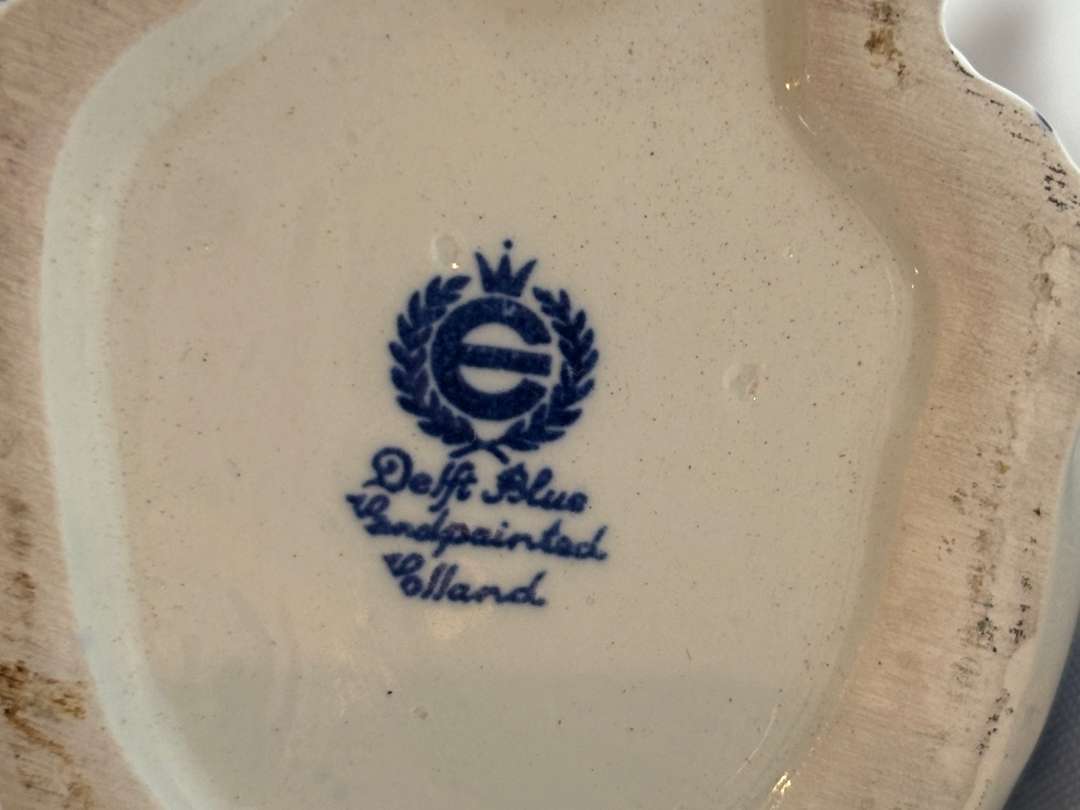 E
Delft Blue
Handpainted
Holland